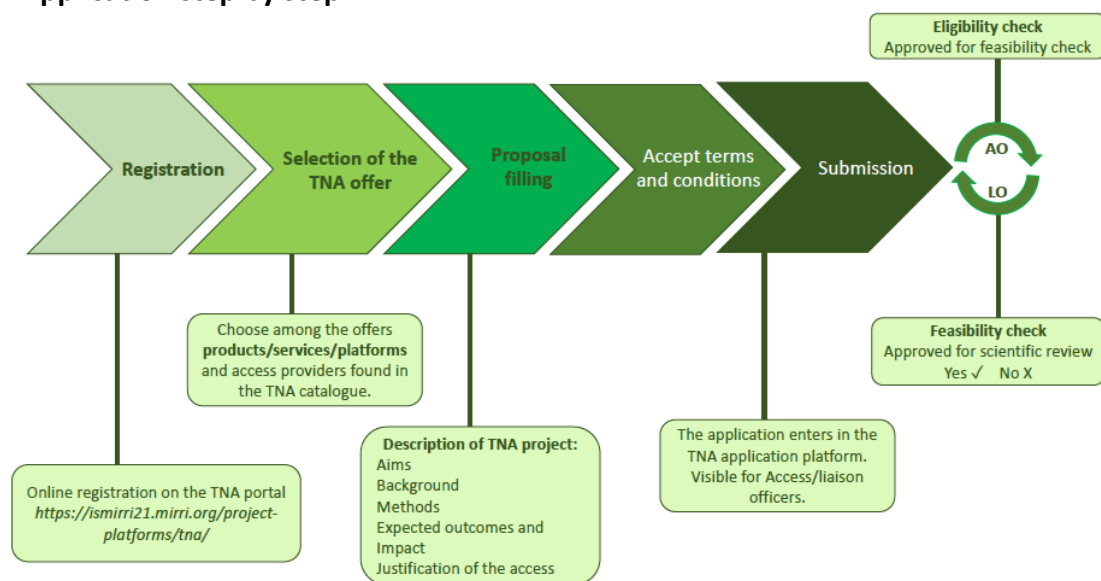 Registration
Selection of the
TNA offer
Proposal
filling
Accept terms
and conditions
Submission
Eligibility check
Approved for feasibility check
AO
LO
Feasibility check
Approved for scientific review
Yes √ No X
Choose among the offers
products/services/platforms
and access providers found in
the TNA catalogue.
Online registration on the TNA portal
https://ismirri21.mirri.org/project-
platforms/tna/
Description of TNA project:
Aims
Background
Methods
Expected outcomes and
Impact
Justification of the access
The application enters in the
TNA application platform.
Visible for Access/liaison
officers.